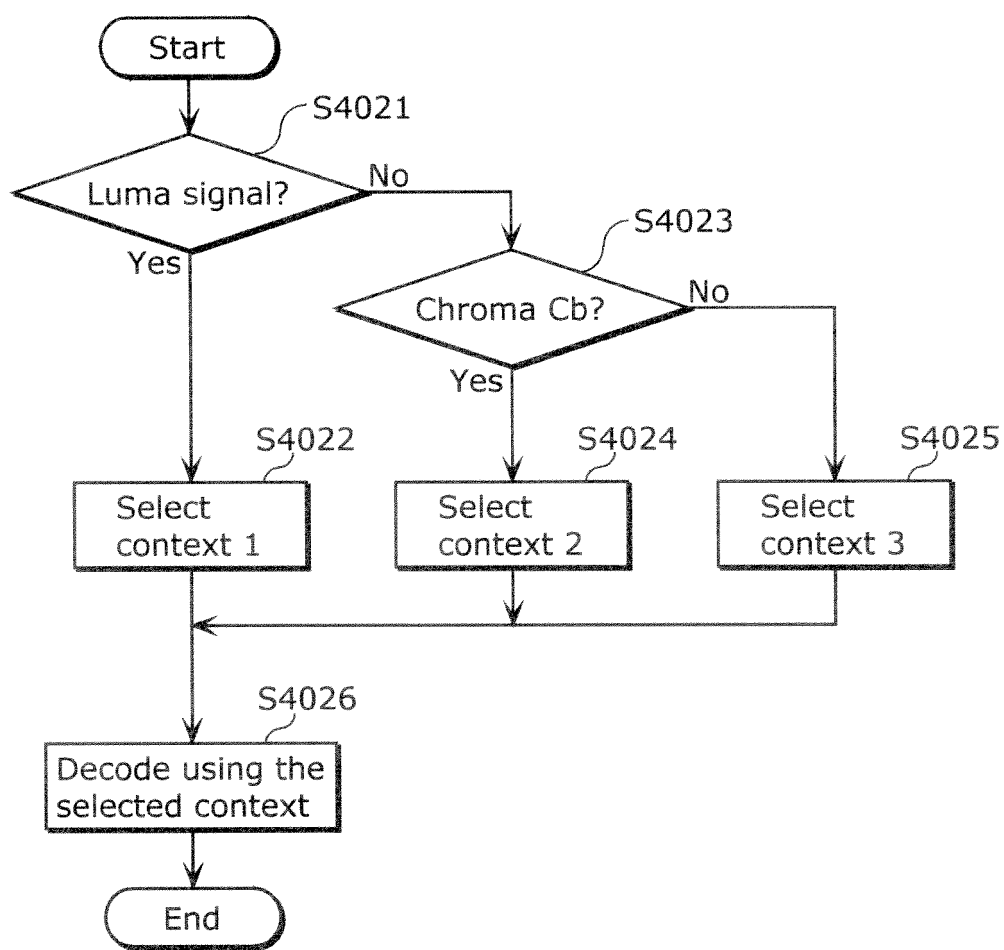 Start
S4021
Luma signal?
No
Yes
S4023
Chroma Cb?
No
Yes
S4022
Select
context 1
S4024
Select
context 2
S4025
Select
context 3
S4026
Decode using the
selected context
End